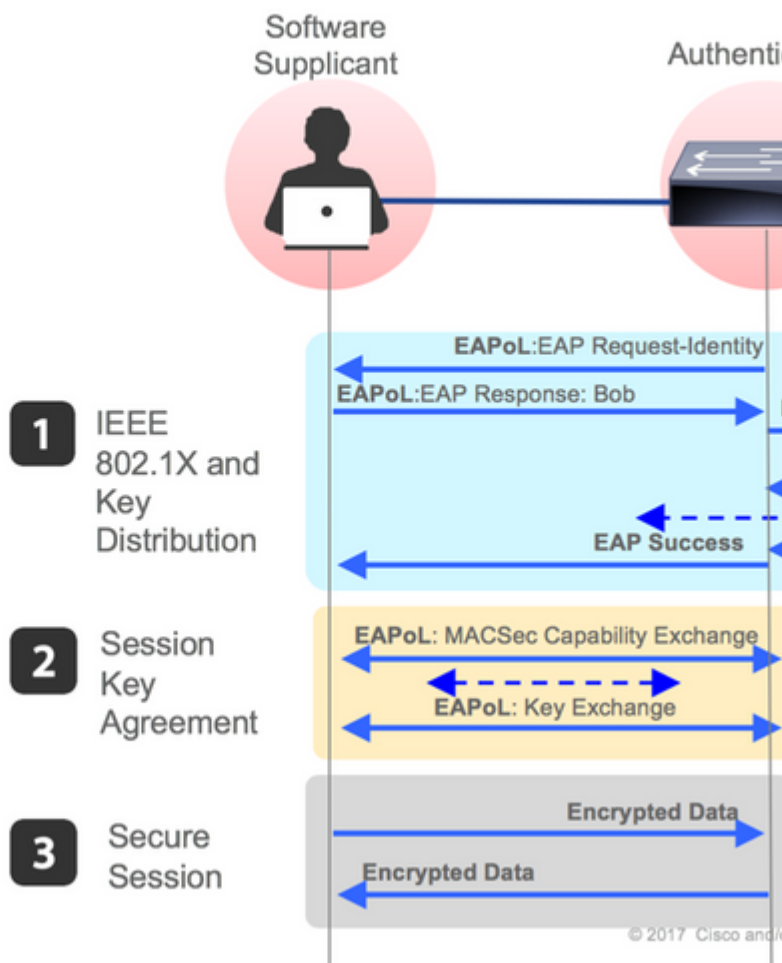 Software
Supplicant
Authenti
EAPoL:EAP Request-Identity
EAPoL:EAP Response: Bob
1
IEEE
802.1X and
Key
Distribution
EAP Success
2
Session
Key
Agreement
EAPoL: MACSec Capability Exchange
EAPoL: Key Exchange
3
Secure
Session
Encrypted Data
Encrypted Data
© 2017 Cisco and/